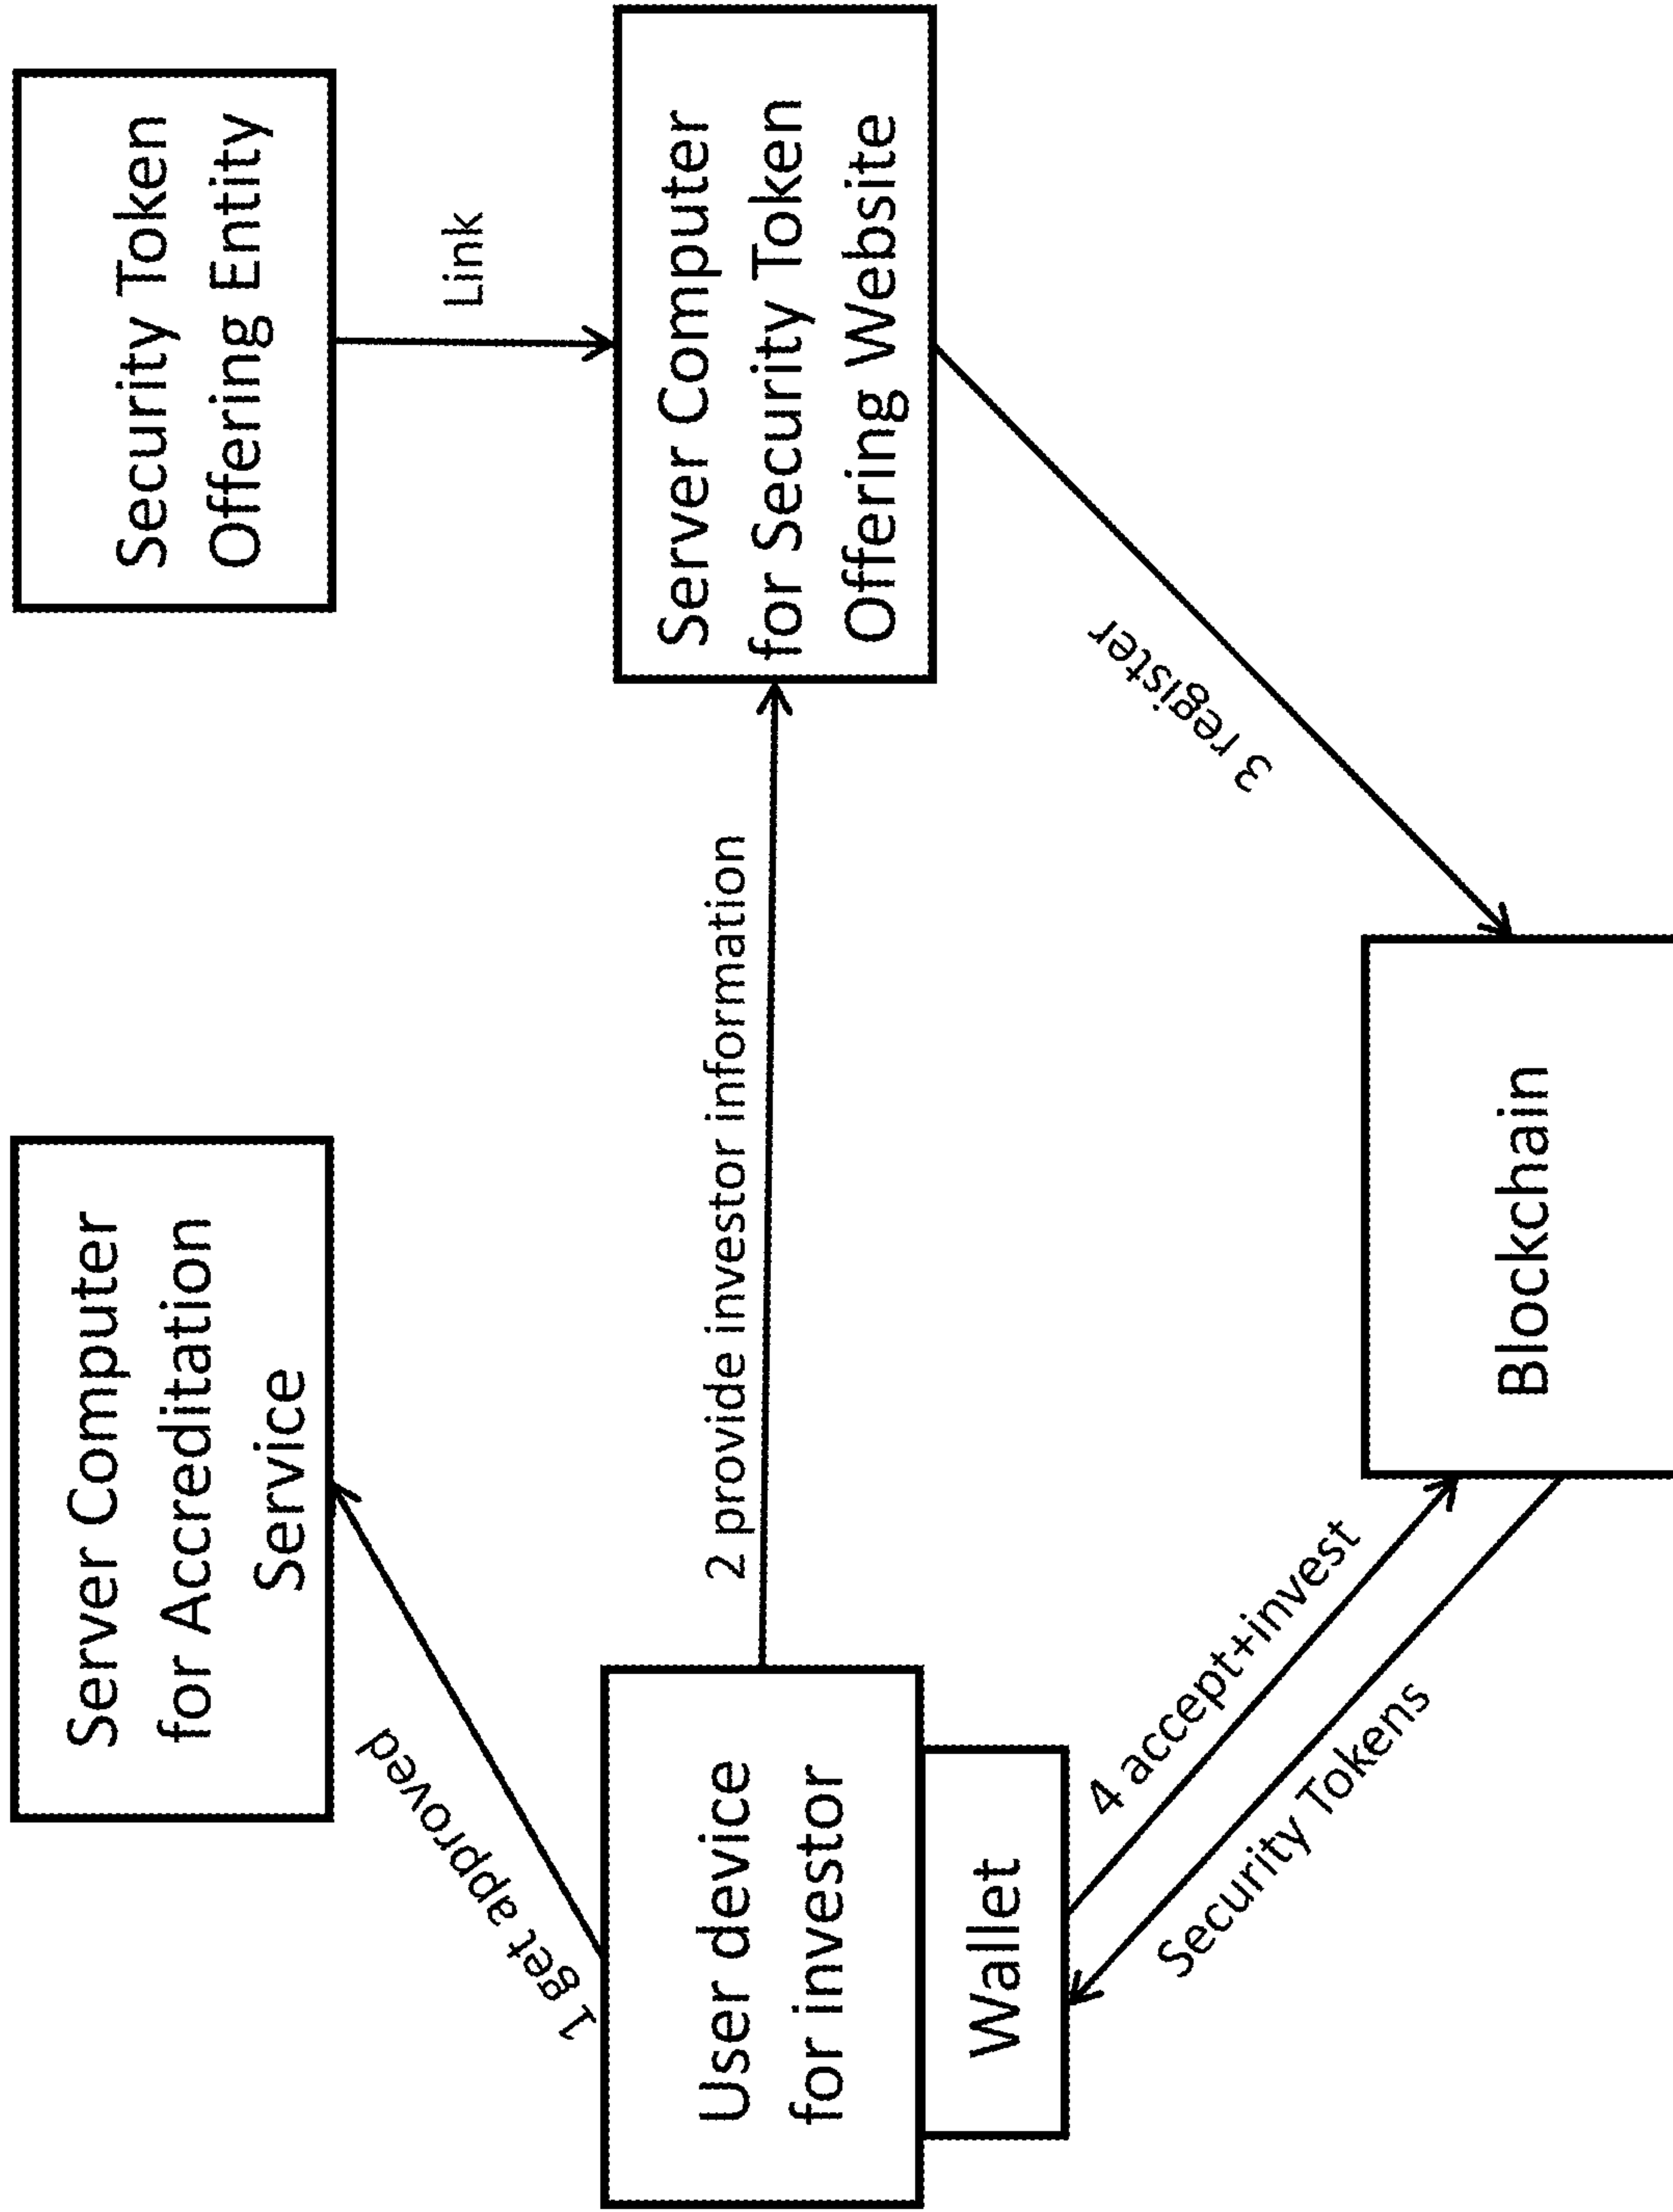 Server Computer
for Accreditation
Service
Security Token
Offering Entity
1 get approved
Link
2 provide investor information
User device
for investor
Wallet
Server Computer
for Security Token
Offering Website
3 register
4 accept+invest
Security Tokens
Blockchain